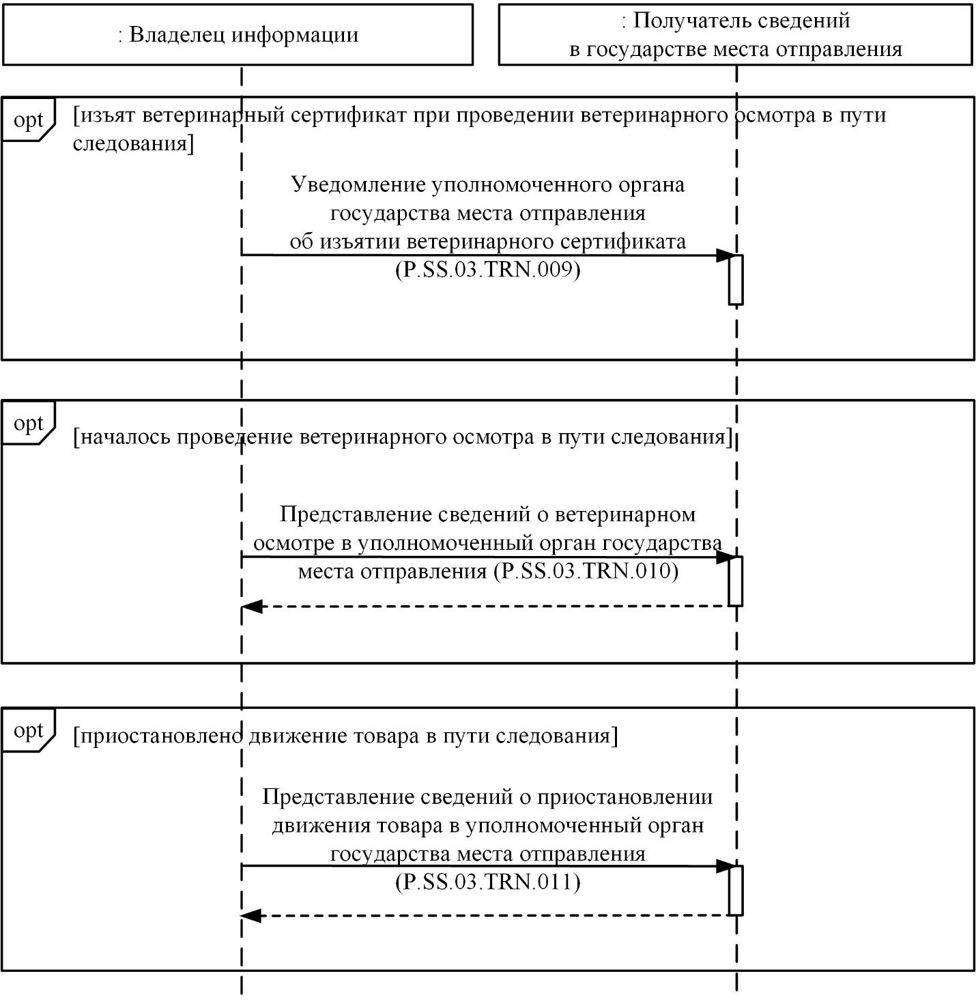 : Владелец информации
: Получатель сведений
в государстве места отправления
opt
[изъят ветеринарный сертификат при проведении ветеринарного осмотра в пути
следования]
Уведомление уполномоченного органа
государства места отправления
об изъятии ветеринарного сертификата
(P.SS.03.TRN.009)
opt
[началось проведение ветеринарного осмотра в пути следования]
Представление сведений о ветеринарном
осмотре в уполномоченный орган государства
места отправления (P.SS.03.TRN.010)
opt
[приостановлено движение товара в пути следования]
Представление сведений о приостановлении
движения товара в уполномоченный орган
государства места отправления
(P.SS.03.TRN.011)